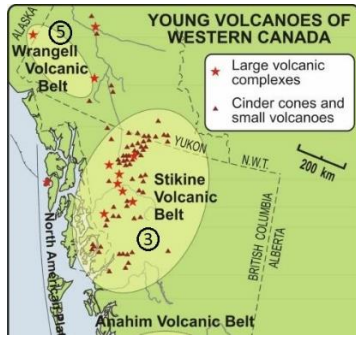 YOUNG VOLCANOES OF
WESTERN CANADA
Large volcanic
complexes
Cinder cones and
small volcanoes
ALASKA
5
Wrangell
Volcanic
Belt
YUKON
N.W.T.
200 km
Stikine
Volcanic
Belt
3
BRITISH COLUMBIA
ALBERTA
North American Plat
Anahim Volcanic Belt